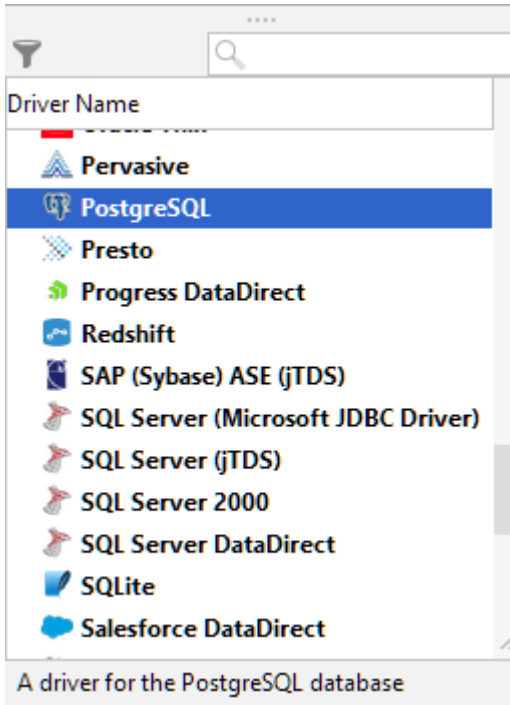 Driver Name
Pervasive
PostgreSQL
Presto
Progress DataDirect
Redshift
SAP (Sybase) ASE (jTDS)
SQL Server (Microsoft JDBC Driver)
SQL Server (jTDS)
SQL Server 2000
SQL Server DataDirect
SQLite
Salesforce DataDirect
A driver for the PostgreSQL database